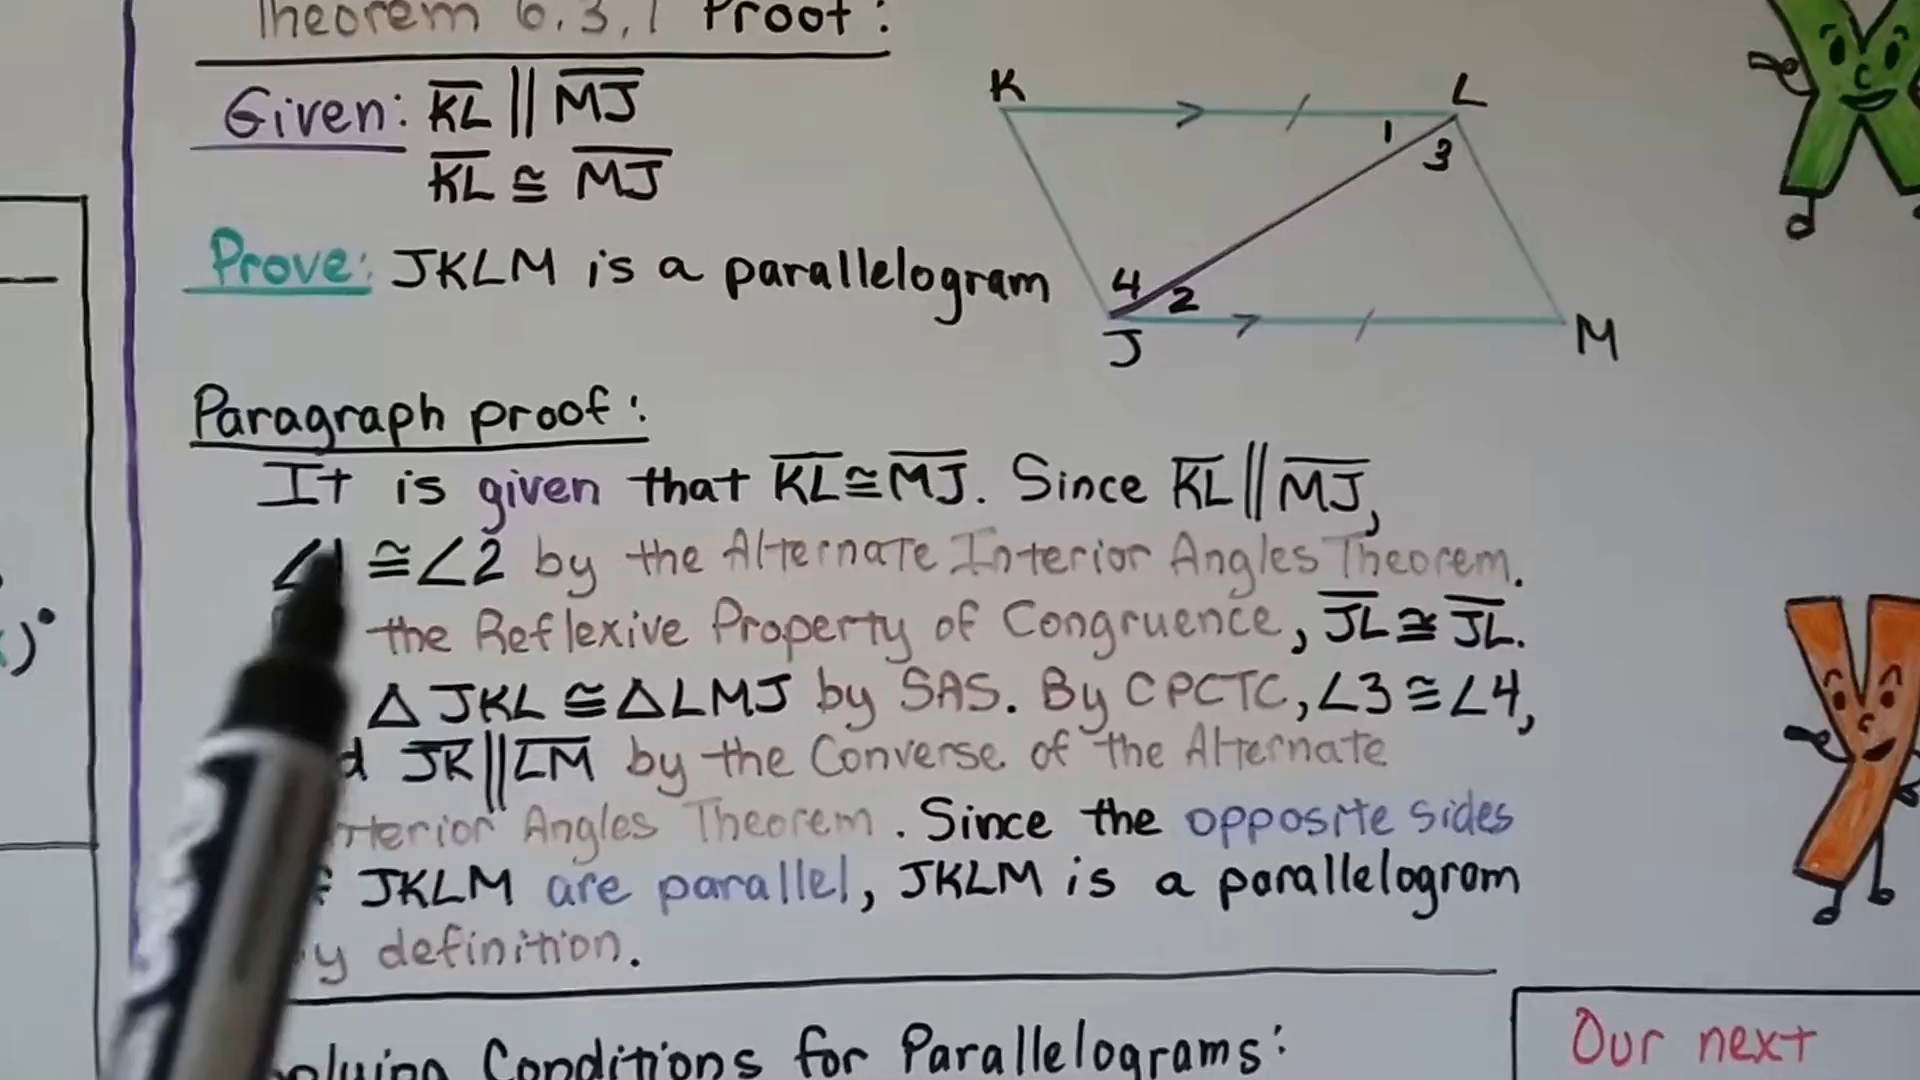 Theorem 6.3.1 Proof:
Given: KL || MJ
KL ≅ MJ
Prove: JKLM is a parallelogram
K
L
1
3
4
2
J
M
Paragraph proof:
It is given that KL ≅ MJ. Since KL || MJ,
∠1 ≅ ∠2 by the Alternate Interior Angles Theorem.
the Reflexive Property of Congruence, JL ≅ JL.
△JKL ≅ △LMJ by SAS. By CPCTC, ∠3 ≅ ∠4,
JK || LM by the Converse of the Alternate
Angles Theorem. Since the opposite sides
JKLM are parallel, JKLM is a parallelogram
definition.
Conditions for Parallelograms:
Our next
)°